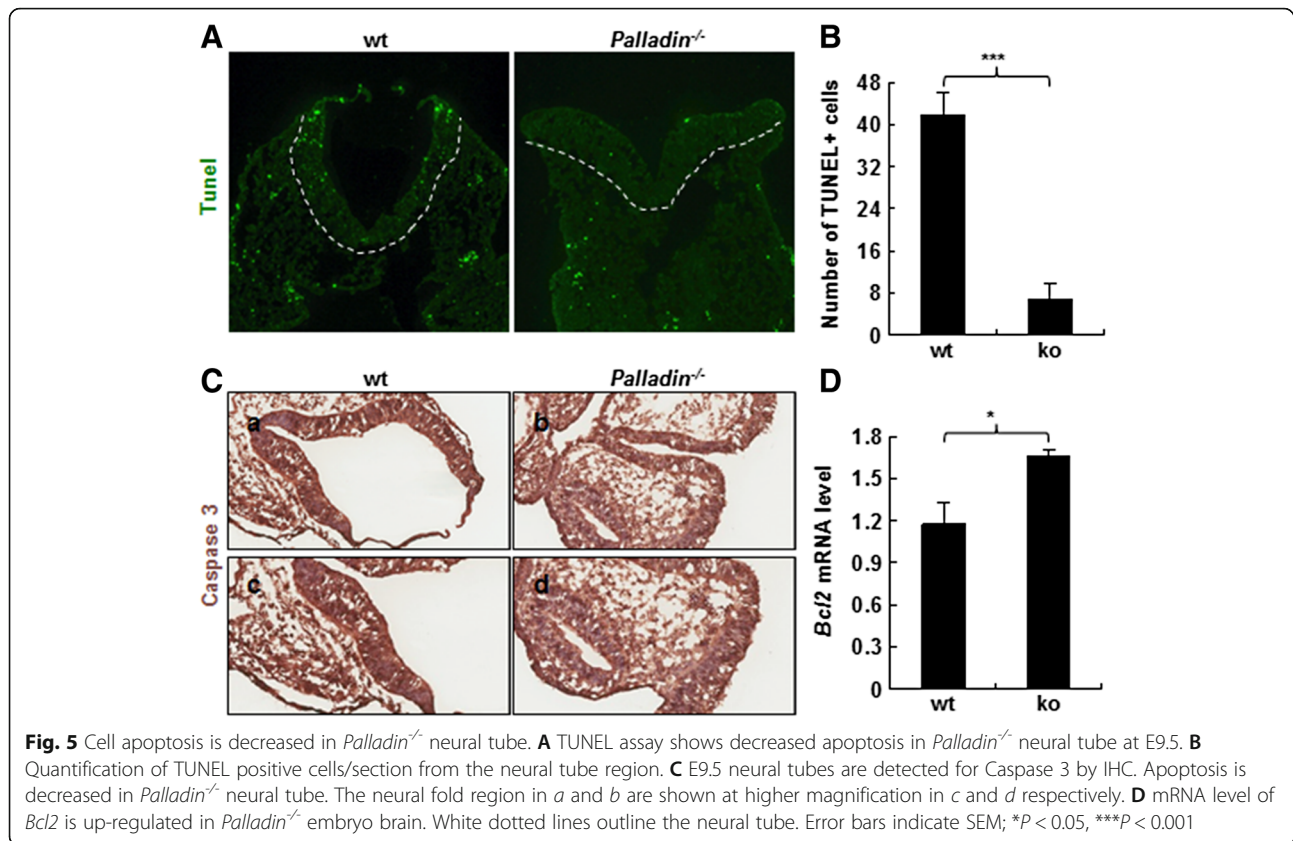 A
wt
Palladin-/-
Tunel
B
***
Number of TUNEL+ cells
48
40
32
24
16
8
0
wt
ko
C
wt
Palladin-/-
Caspase 3
a
b
c
d
D
*
Bcl2 mRNA level
1.8
1.5
1.2
0.9
0.6
0.3
0
wt
ko
Fig. 5 Cell apoptosis is decreased in Palladin-/- neural tube. A TUNEL assay shows decreased apoptosis in Palladin-/- neural tube at E9.5. B
Quantification of TUNEL positive cells/section from the neural tube region. C E9.5 neural tubes are detected for Caspase 3 by IHC. Apoptosis is
decreased in Palladin-/- neural tube. The neural fold region in a and b are shown at higher magnification in c and d respectively. D mRNA level of
Bcl2 is up-regulated in Palladin-/- embryo brain. White dotted lines outline the neural tube. Error bars indicate SEM; *P < 0.05, ***P < 0.001